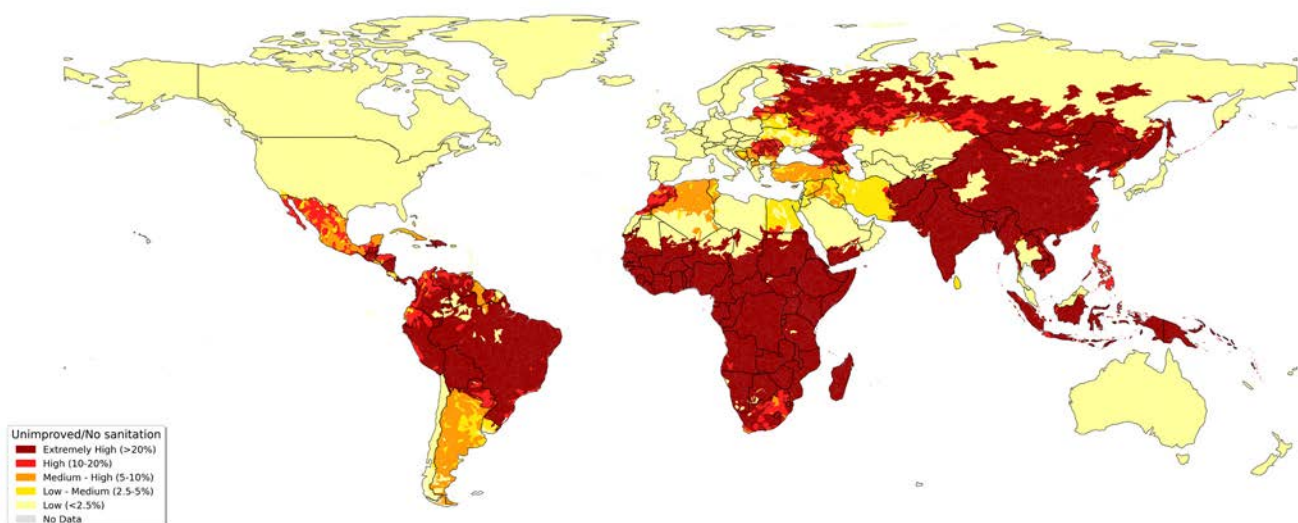 Unimproved/No sanitation
Extremely High (>20%)
High (10-20%)
Medium - High (5-10%)
Low - Medium (2.5-5%)
Low (<2.5%)
No Data